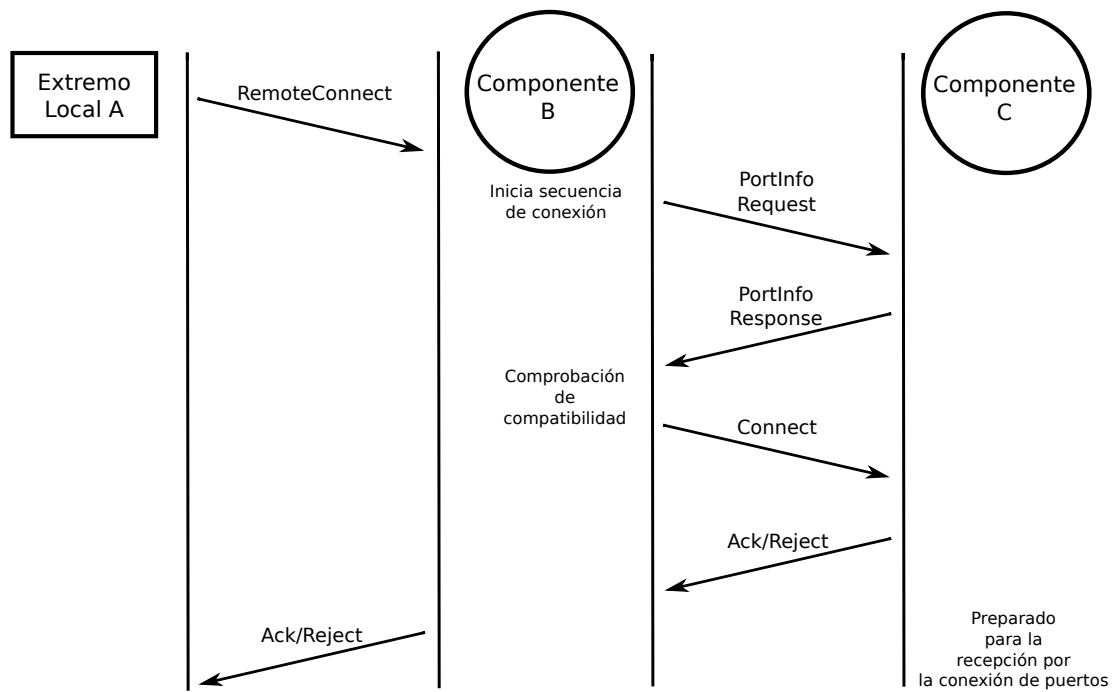 Extremo
Local A
RemoteConnect
Componente
B
Componente
C
Inicia secuencia
de conexión
PortInfo
Request
PortInfo
Response
Comprobación
de
compatibilidad
Connect
Ack/Reject
Ack/Reject
Preparado
para la
recepción por
la conexión de puertos